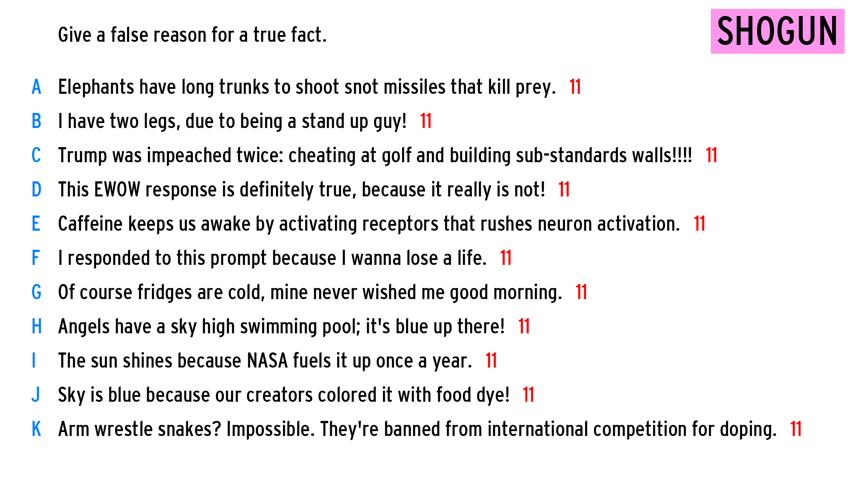 Give a false reason for a true fact.
SHOGUN
A Elephants have long trunks to shoot snot missiles that kill prey. 11
B I have two legs, due to being a stand up guy! 11
C Trump was impeached twice: cheating at golf and building sub-standards walls!!!! 11
D This EWOW response is definitely true, because it really is not! 11
E Caffeine keeps us awake by activating receptors that rushes neuron activation. 11
F I responded to this prompt because I wanna lose a life. 11
G Of course fridges are cold, mine never wished me good morning. 11
H Angels have a sky high swimming pool; it's blue up there! 11
I The sun shines because NASA fuels it up once a year. 11
J Sky is blue because our creators colored it with food dye! 11
K Arm wrestle snakes? Impossible. They're banned from international competition for doping. 11